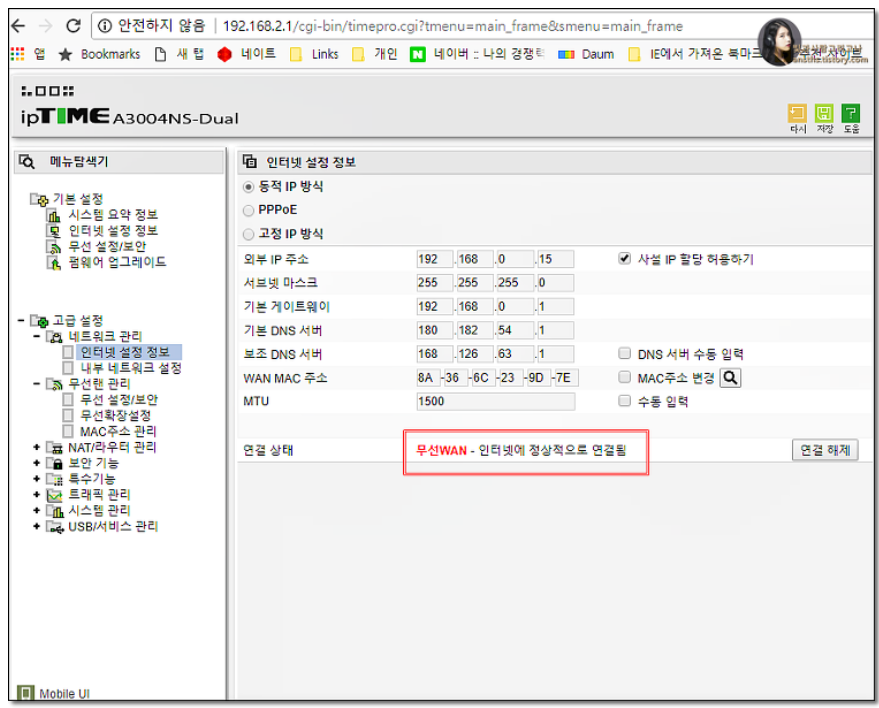 안전하지 않음 | 192.168.2.1/cgi-bin/timepro.cgi?tmenu=main_frame&smenu=main_frame
앱 Bookmarks 새 탭 네이트 Links 개인 N 네이버 :: 나의 경쟁력 Daum IE에서 가져온 북마크 추천 사이트
ipTIME A3004NS-Dual
다시 저장 도움
메뉴탐색기
기본 설정
시스템 요약 정보
인터넷 설정 정보
무선 설정/보안
펌웨어 업그레이드
고급 설정
네트워크 관리
인터넷 설정 정보
내부 네트워크 설정
무선랜 관리
무선 설정/보안
무선확장설정
MAC주소 관리
NAT/라우터 관리
보안 기능
특수기능
트래픽 관리
시스템 관리
USB/서비스 관리
Mobile UI
인터넷 설정 정보
동적 IP 방식
PPPoE
고정 IP 방식
외부 IP 주소 192 .168 .0 .15 사설 IP 할당 허용하기
서브넷 마스크 255 .255 .255 .0
기본 게이트웨이 192 .168 .0 .1
기본 DNS 서버 180 .182 .54 .1
보조 DNS 서버 168 .126 .63 .1 DNS 서버 수동 입력
WAN MAC 주소 8A -36 -6C -23 -9D -7E MAC주소 변경
MTU 1500 수동 입력
연결 상태 무선WAN - 인터넷에 정상적으로 연결됨 연결 해제